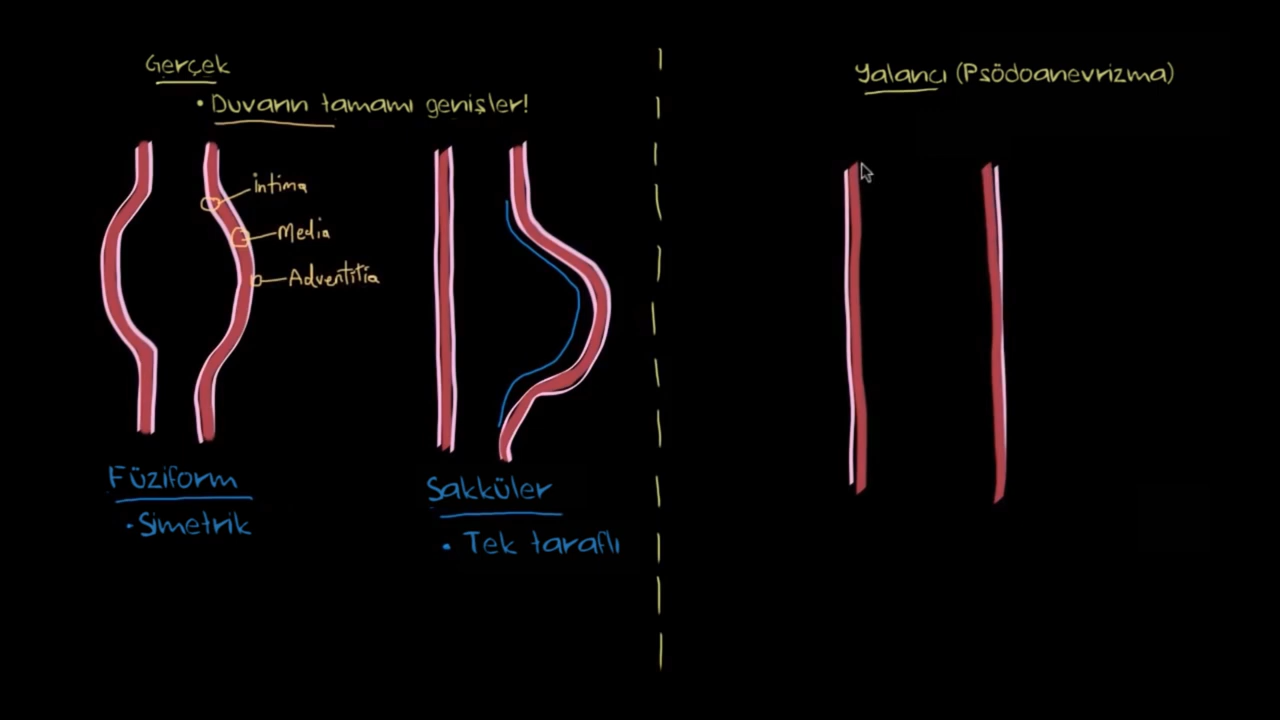 Gerçek
• Duvarın tamamı genişler!
İntima
Media
Adventitia
Füziform
• Simetrik
Sakküler
• Tek taraflı
Yalancı (Psödoanevrizma)